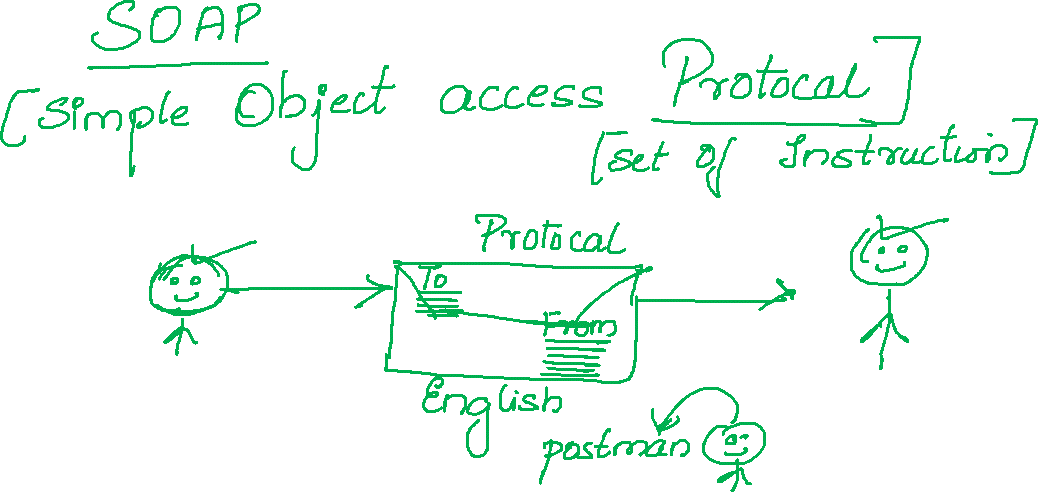 SOAP
[Simple Object access Protocal]
[set of Instruction]
Protocal
To
From
English
postman